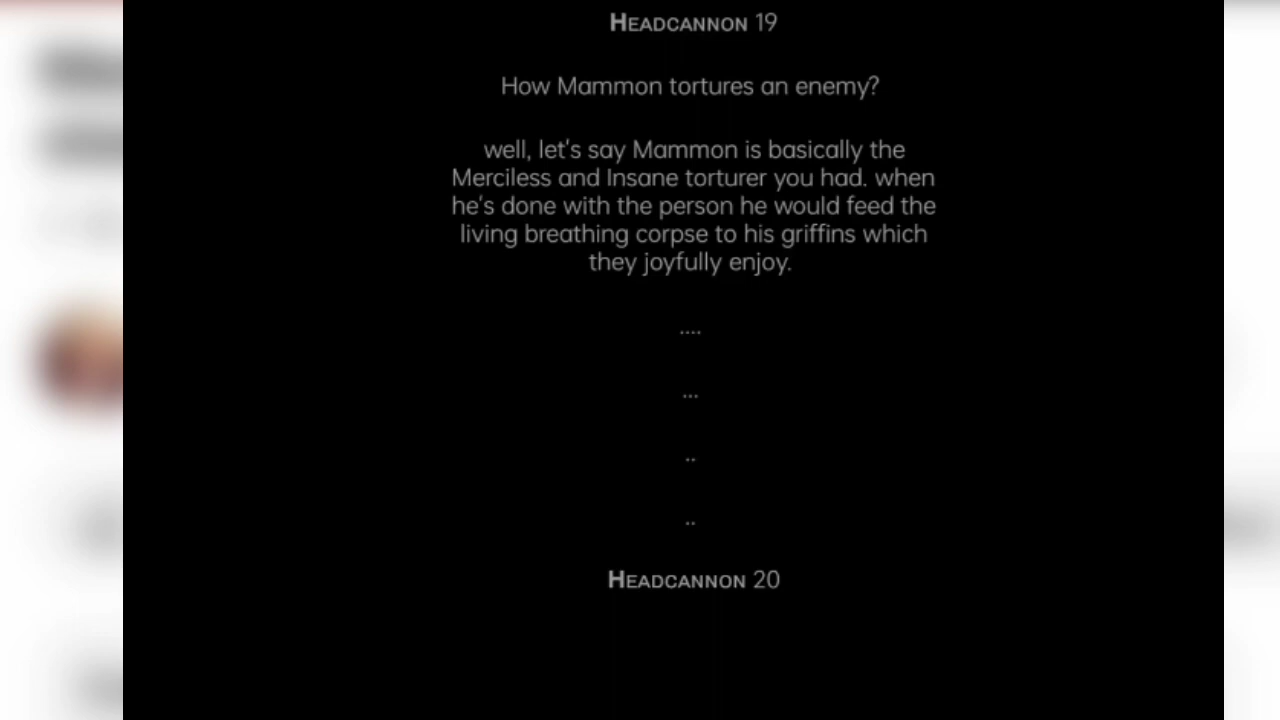 Headcannon 19
How Mammon tortures an enemy?
well, let's say Mammon is basically the
Merciless and Insane torturer you had. when
he's done with the person he would feed the
living breathing corpse to his griffins which
they joyfully enjoy.
....
...
..
..
Headcannon 20